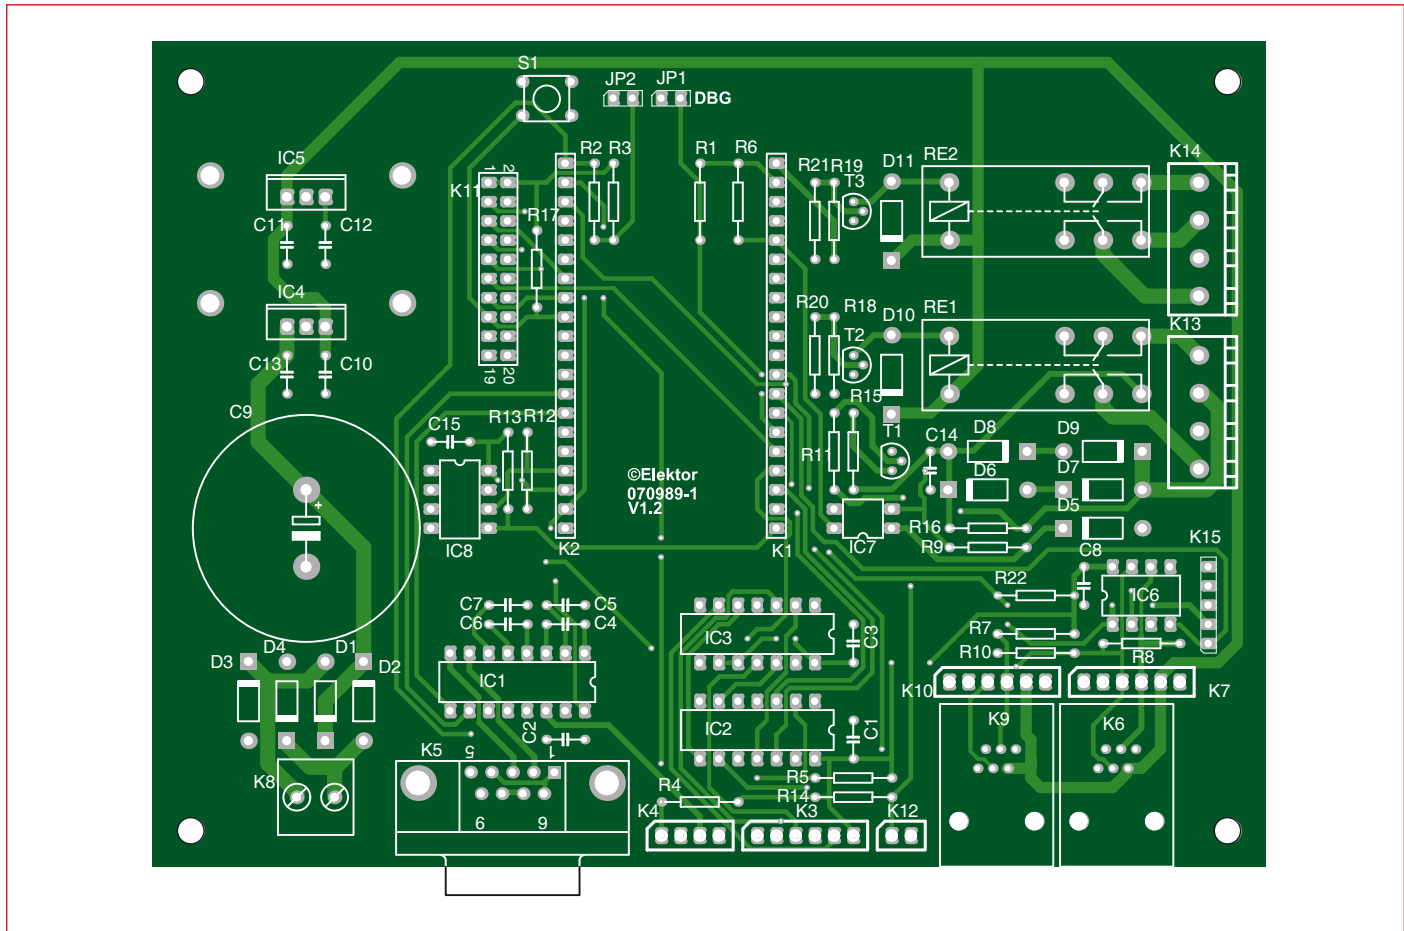 S1
JP2 JP1
DBG
IC5
C11 C12
IC4
C13 C10
C9
+
K11
1 2
19 20
R17
R2 R3
R1 R6
R21 R19
T3
D11 RE2
K14
R20 R18
T2
D10 RE1
K13
R15
R11
T1
C14
D8 D9
D6 D7
D5
R16
R9
IC7
C15
R13 R12
IC8
K2
©Elektor
070989-1
V1.2
K1
K15
C8
R22
IC6
R7
R10
R8
K10
K7
K9
K6
C7 C5
C6 C4
IC1
C2
IC3
C3
IC2
C1
R5
R14
R4
K4
K3
K12
D3 D4 D1 D2
K8
K5
5 1
6 9